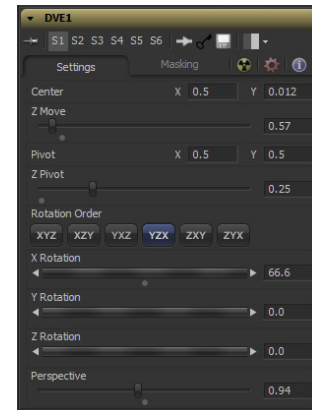 DVE1
S1 S2 S3 S4 S5 S6
Settings Masking
Center X 0.5 Y 0.012
Z Move
0.57
Pivot X 0.5 Y 0.5
Z Pivot
0.25
Rotation Order
XYZ XZY YXZ YZX ZXY ZYX
X Rotation
66.6
Y Rotation
0.0
Z Rotation
0.0
Perspective
0.94